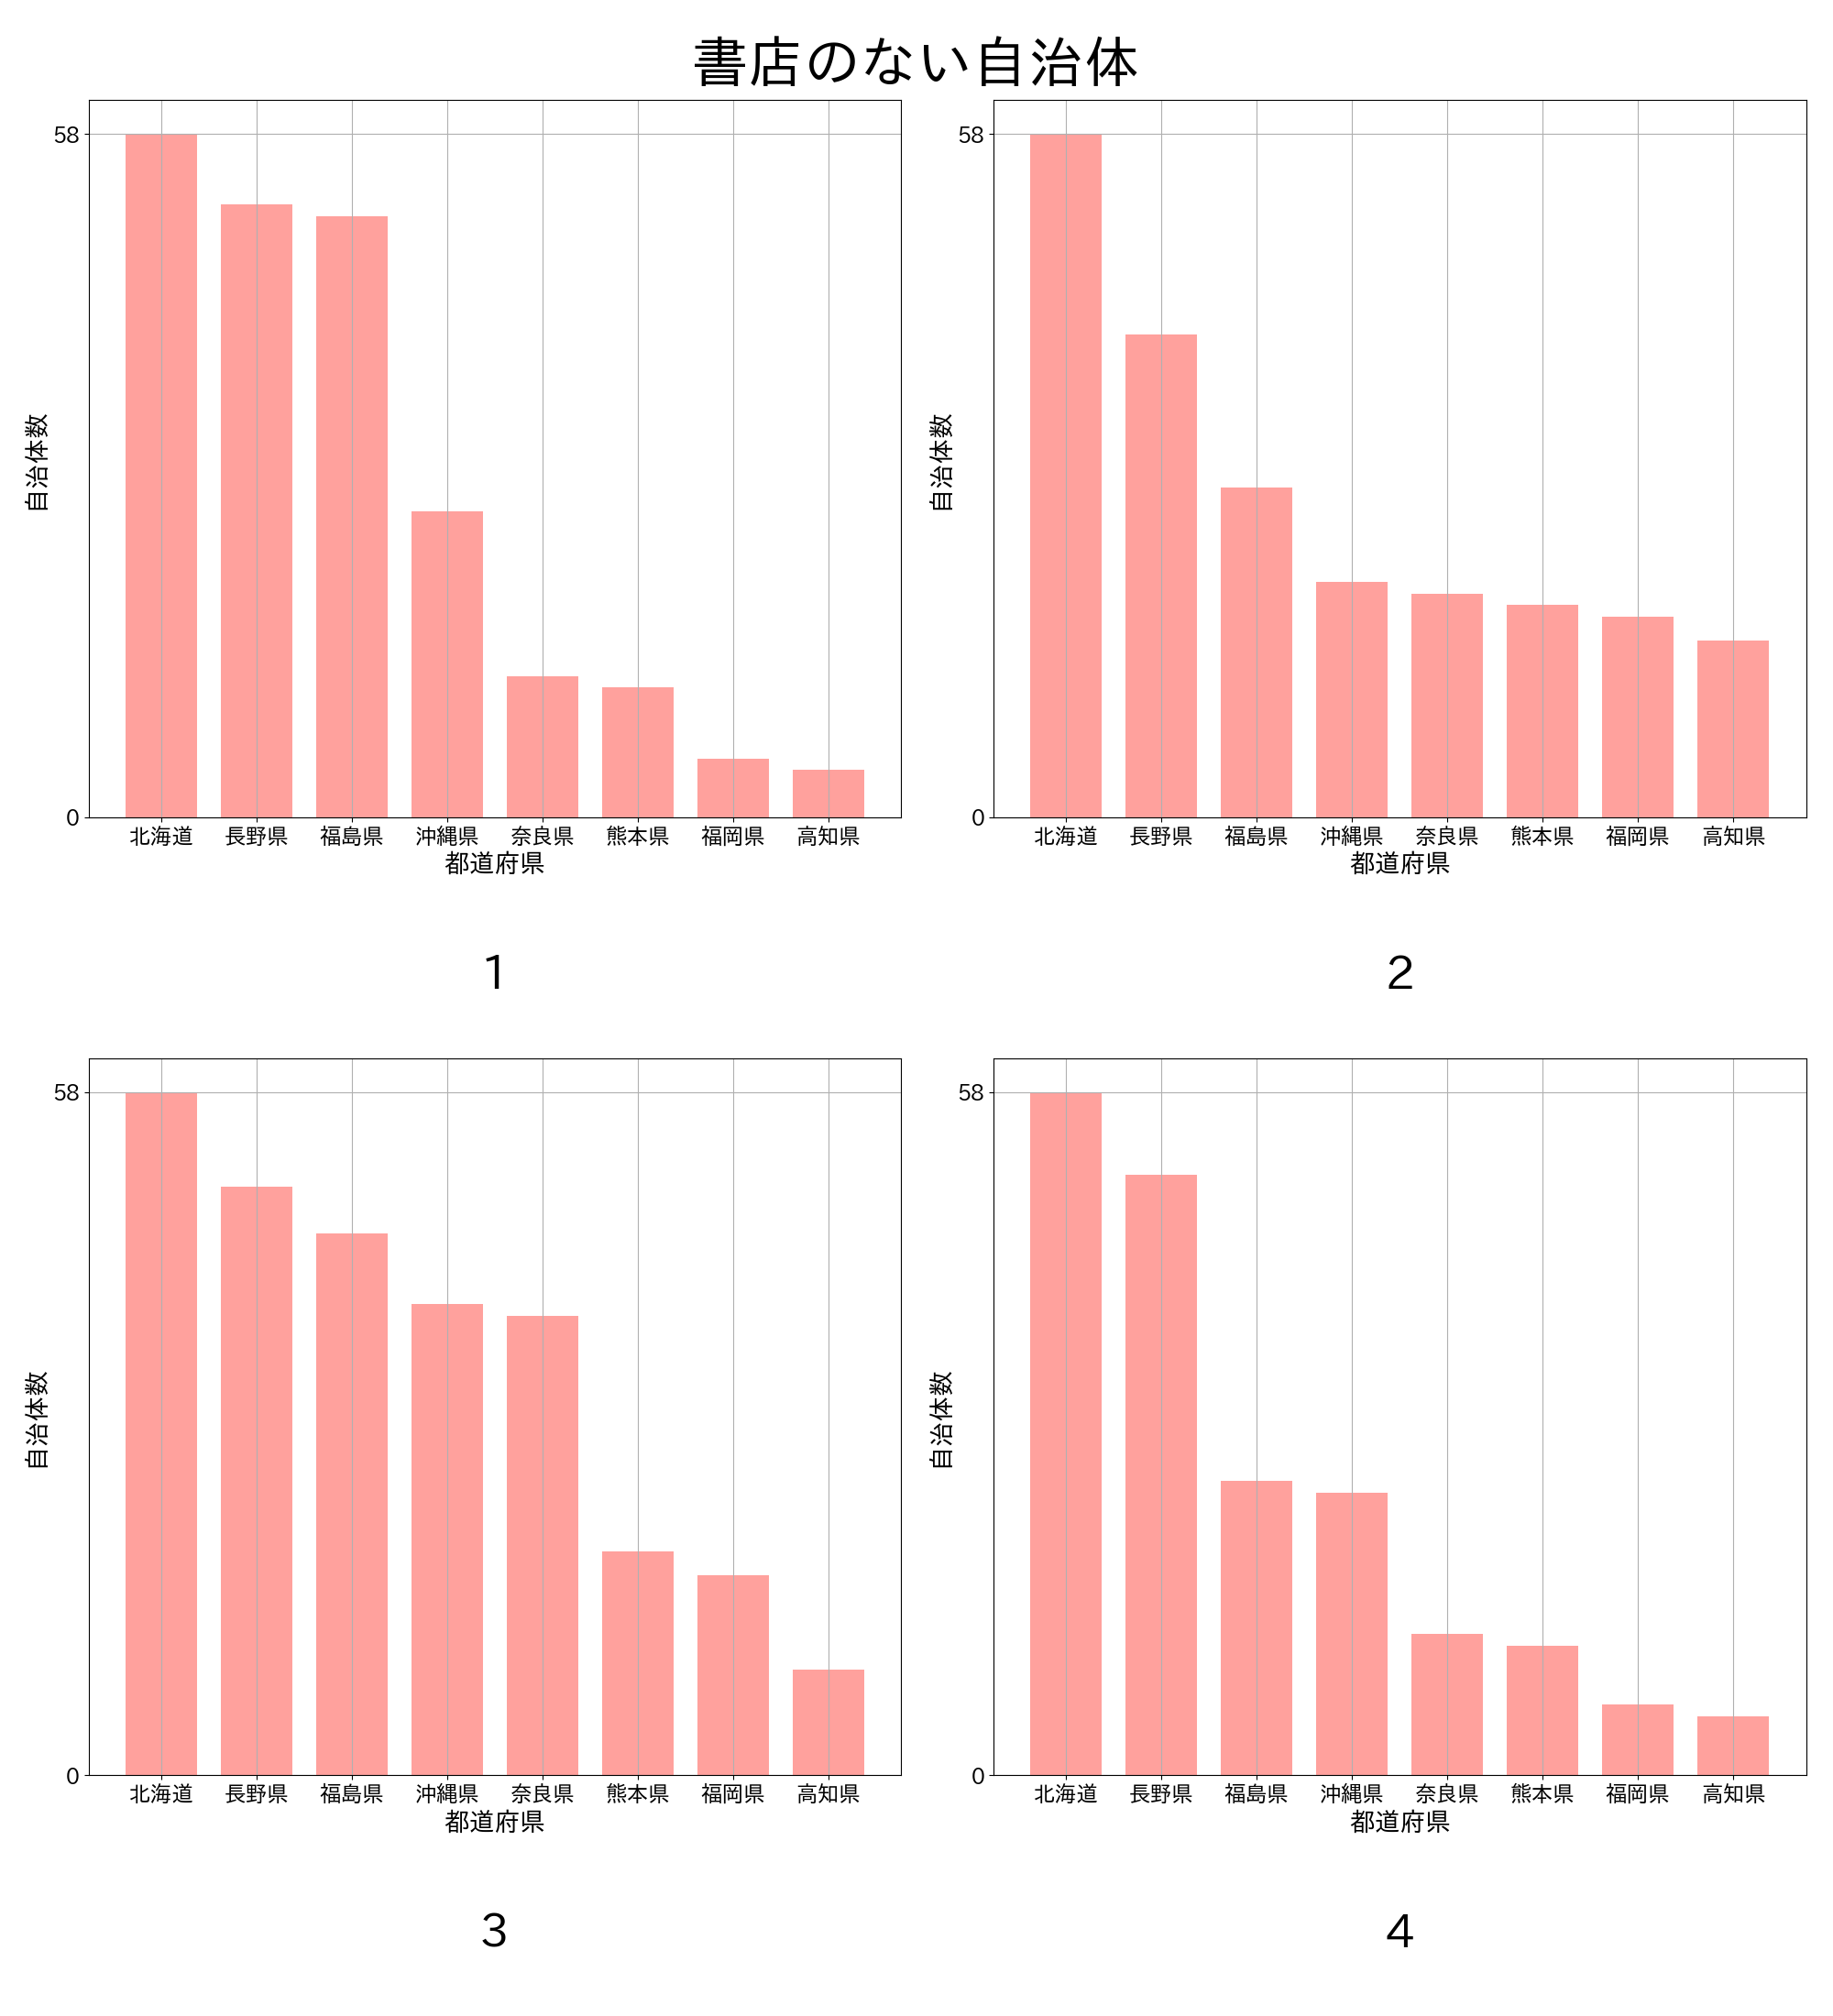 書店のない自治体
58
0
自治体数
北海道 長野県 福島県 沖縄県 奈良県 熊本県 福岡県 高知県
都道府県
1
58
0
自治体数
北海道 長野県 福島県 沖縄県 奈良県 熊本県 福岡県 高知県
都道府県
2
58
0
自治体数
北海道 長野県 福島県 沖縄県 奈良県 熊本県 福岡県 高知県
都道府県
3
58
0
自治体数
北海道 長野県 福島県 沖縄県 奈良県 熊本県 福岡県 高知県
都道府県
4